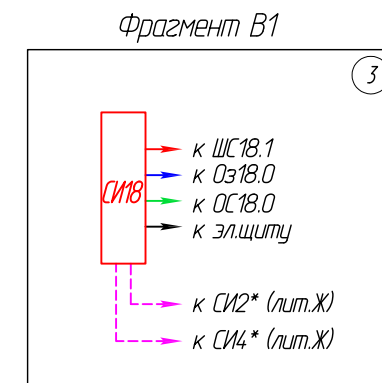 Фрагмент В1
3
СИ18
к ШС18.1
к Оз18.0
к ОС18.0
к эл.щиту
к СИ2* (лит.Ж)
к СИ4* (лит.Ж)